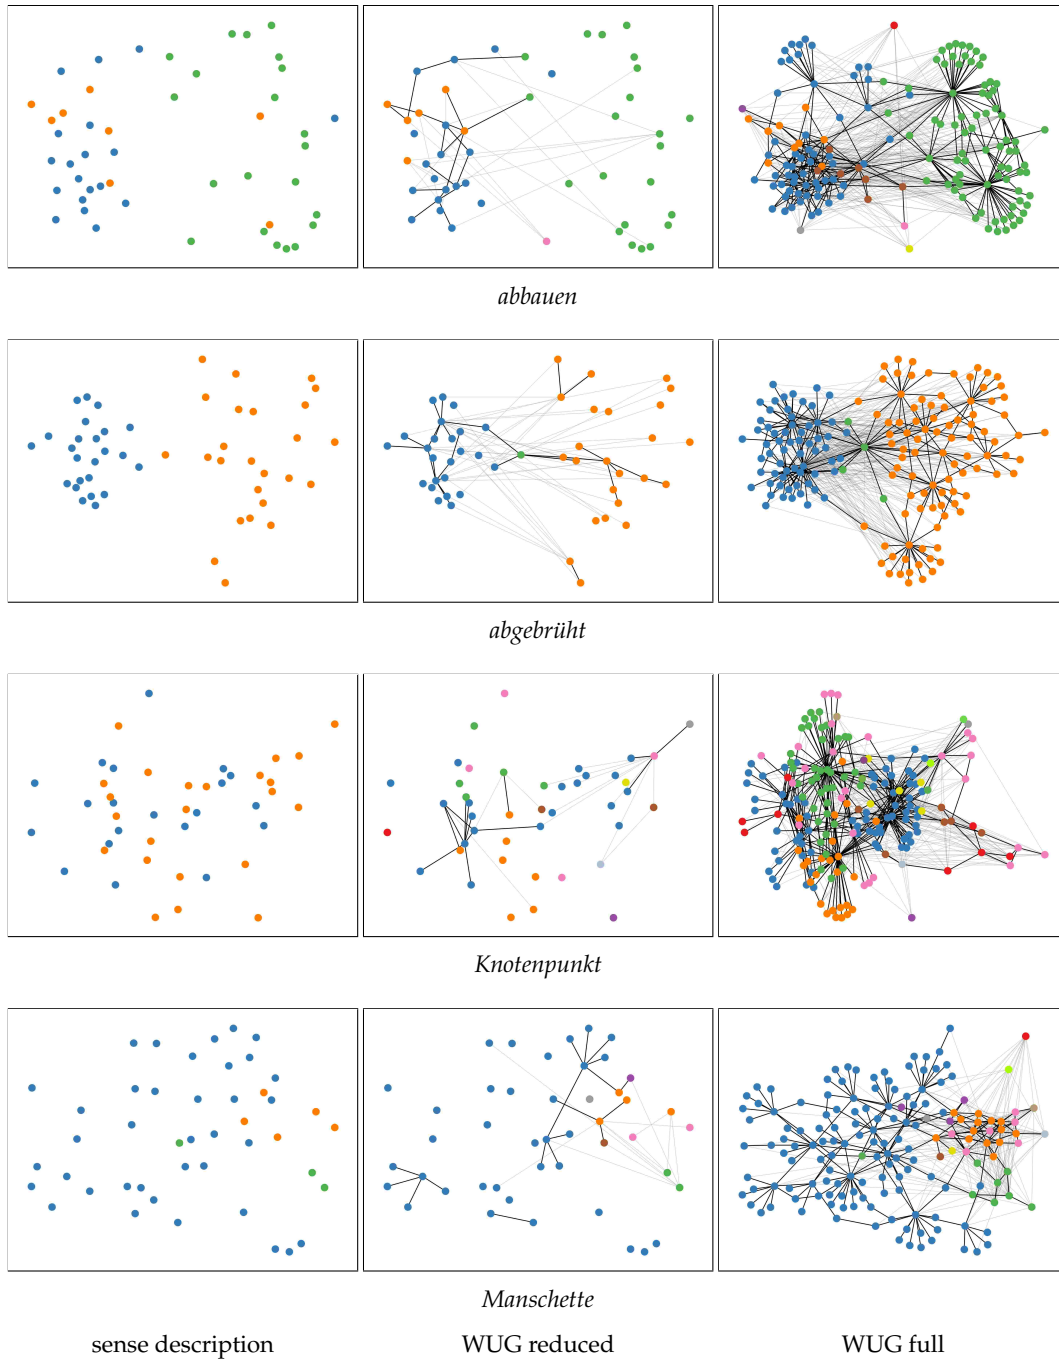 abbauen
abgebrüht
Knotenpunkt
Manschette
sense description WUG reduced WUG full